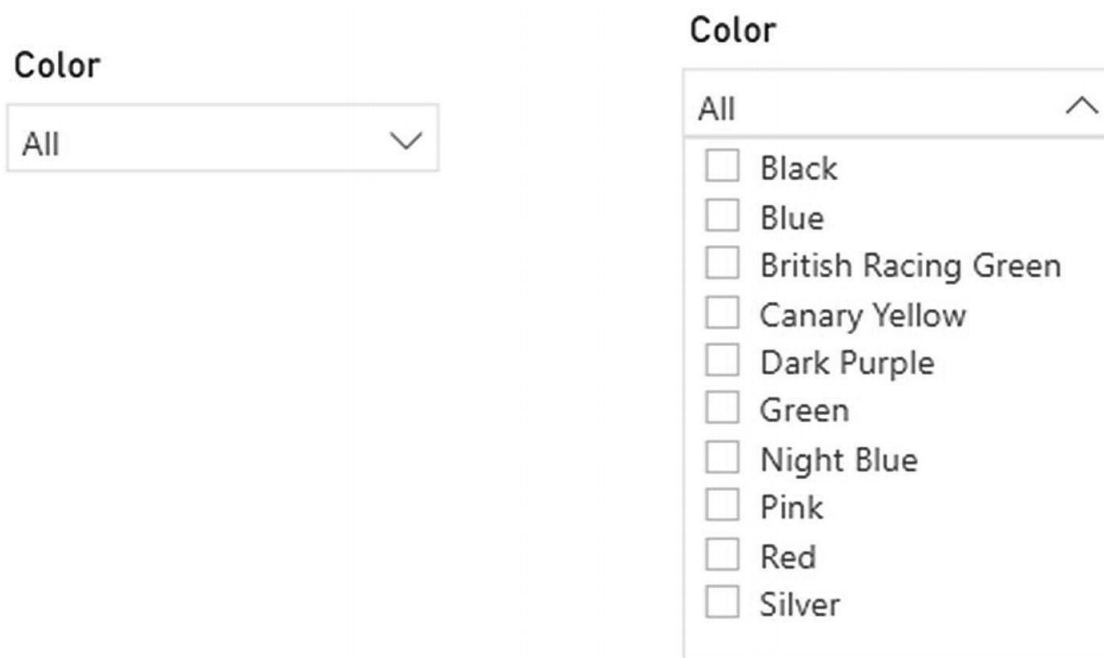 Color
All
Color
All
Black
Blue
British Racing Green
Canary Yellow
Dark Purple
Green
Night Blue
Pink
Red
Silver